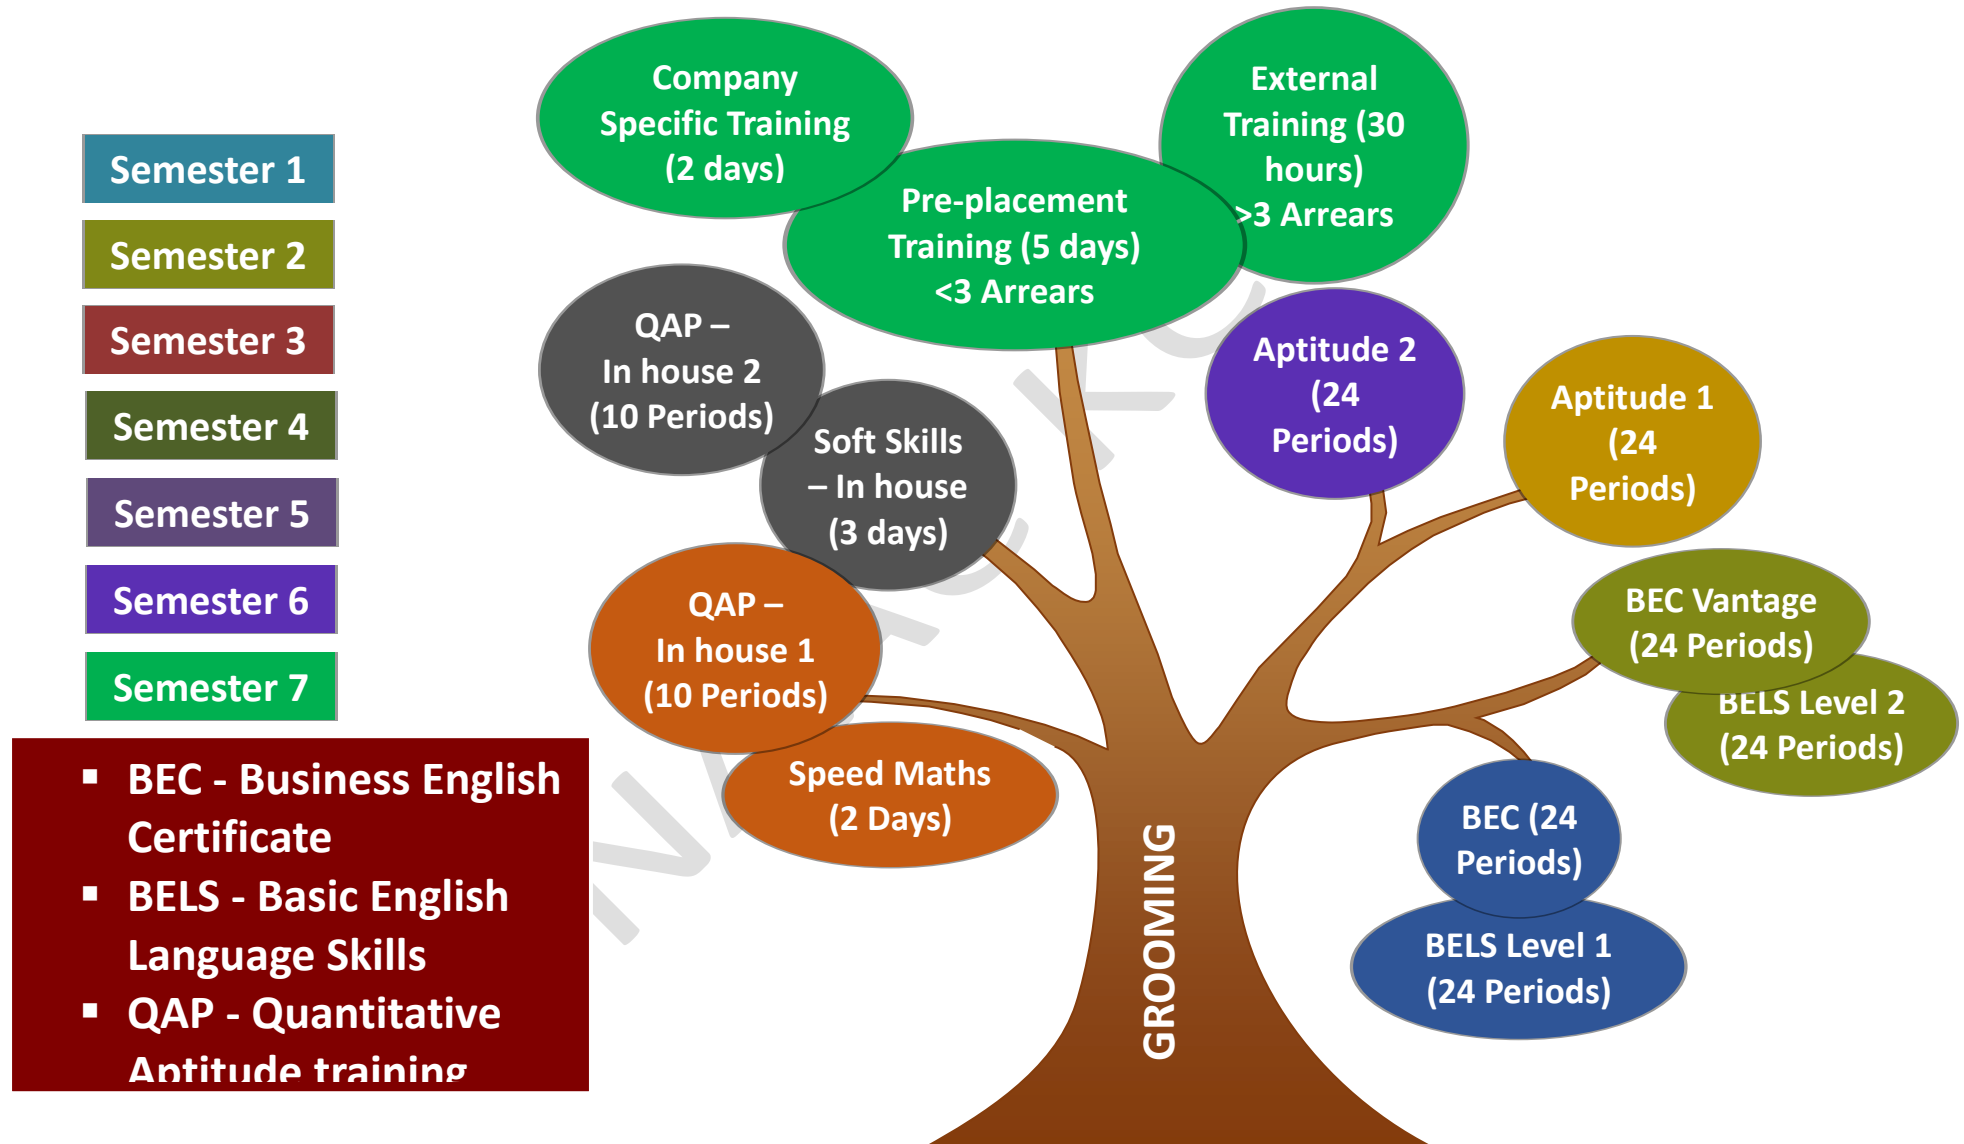 Semester 1
Semester 2
Semester 3
Semester 4
Semester 5
Semester 6
Semester 7
▪ BEC - Business English
Certificate
▪ BELS - Basic English
Language Skills
▪ QAP - Quantitative
Aptitude training
Company
Specific Training
(2 days)
Pre-placement
Training (5 days)
<3 Arrears
External
Training (30
hours)
>3 Arrears
QAP –
In house 2
(10 Periods)
Soft Skills
– In house
(3 days)
QAP –
In house 1
(10 Periods)
Speed Maths
(2 Days)
Aptitude 2
(24
Periods)
Aptitude 1
(24
Periods)
BEC Vantage
(24 Periods)
BELS Level 2
(24 Periods)
BEC (24
Periods)
BELS Level 1
(24 Periods)
GROOMING